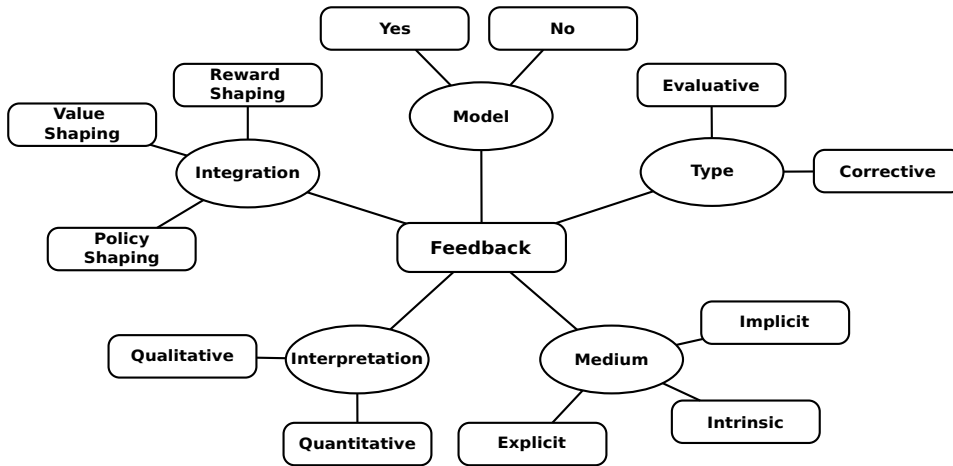 Yes
No
Reward
Shaping
Evaluative
Value
Shaping
Model
Integration
Type
Corrective
Policy
Shaping
Feedback
Implicit
Qualitative
Interpretation
Medium
Intrinsic
Quantitative
Explicit